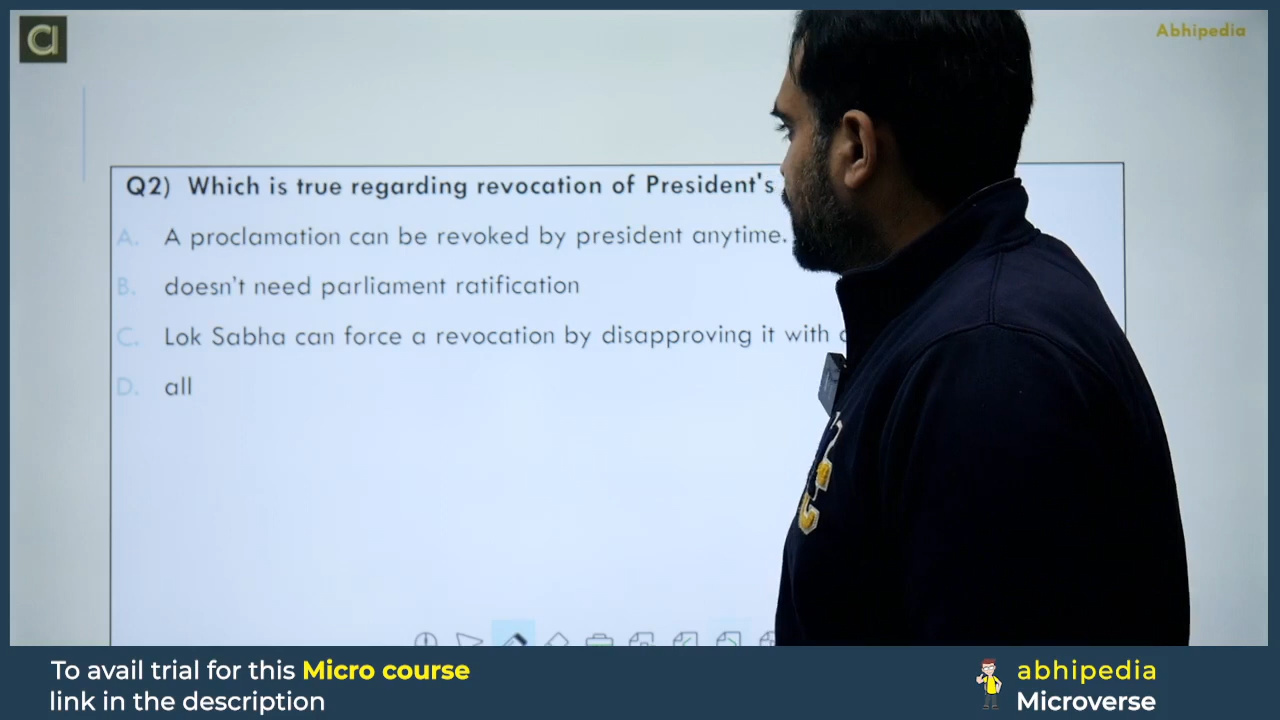 Abhipedia
Q2) Which is true regarding revocation of President's
A. A proclamation can be revoked by president anytime.
B. doesn't need parliament ratification
C. Lok Sabha can force a revocation by disapproving it with
D. all
To avail trial for this Micro course
link in the description
abhipedia
Microverse